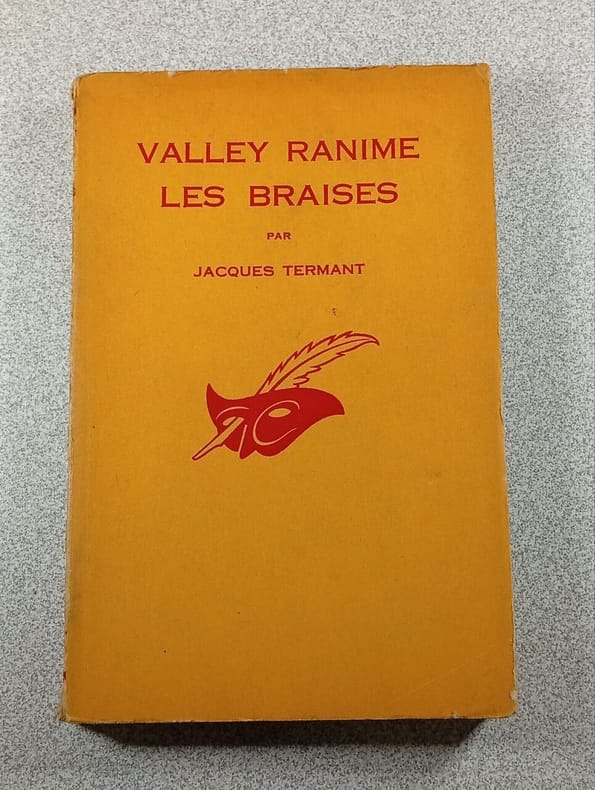 VALLEY RANIME
LES BRAISES
PAR
JACQUES TERMANT